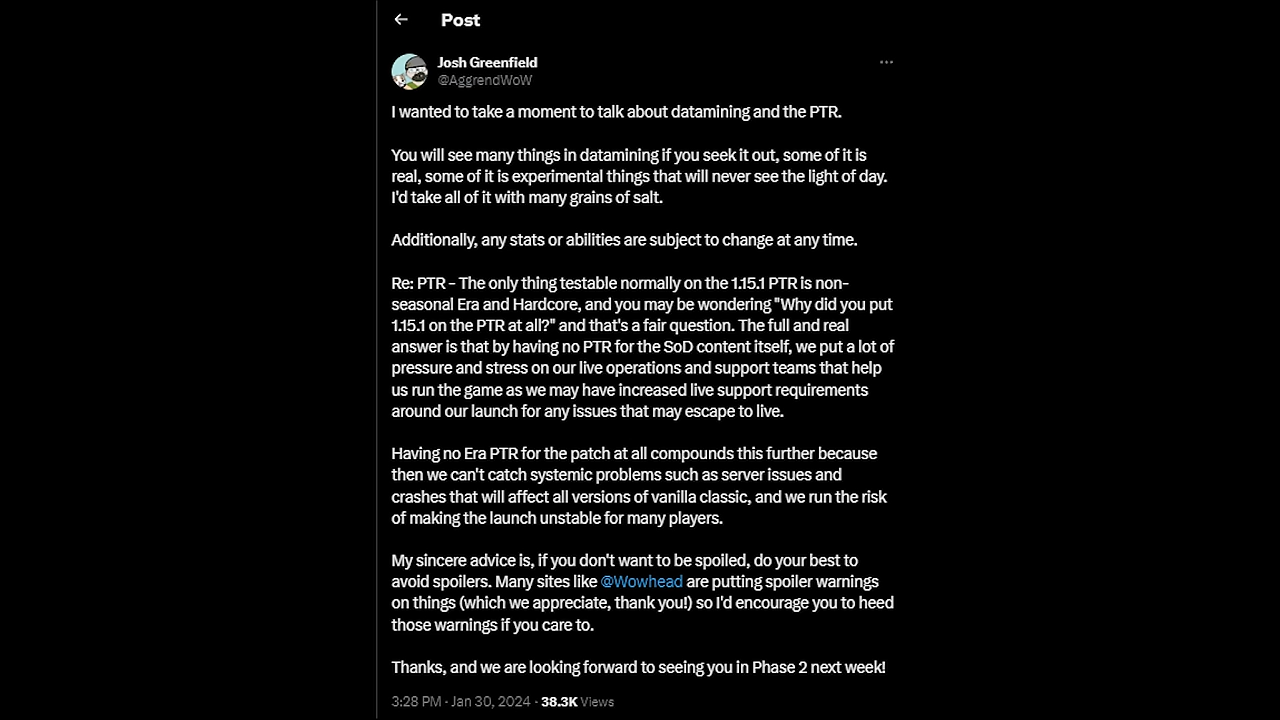 Post
Josh Greenfield
@AggrendWoW
I wanted to take a moment to talk about datamining and the PTR.
You will see many things in datamining if you seek it out, some of it is
real, some of it is experimental things that will never see the light of day.
I'd take all of it with many grains of salt.
Additionally, any stats or abilities are subject to change at any time.
Re: PTR - The only thing testable normally on the 1.15.1 PTR is non-
seasonal Era and Hardcore, and you may be wondering "Why did you put
1.15.1 on the PTR at all?" and that's a fair question. The full and real
answer is that by having no PTR for the SoD content itself, we put a lot of
pressure and stress on our live operations and support teams that help
us run the game as we may have increased live support requirements
around our launch for any issues that may escape to live.
Having no Era PTR for the patch at all compounds this further because
then we can't catch systemic problems such as server issues and
crashes that will affect all versions of vanilla classic, and we run the risk
of making the launch unstable for many players.
My sincere advice is, if you don't want to be spoiled, do your best to
avoid spoilers. Many sites like @Wowhead are putting spoiler warnings
on things (which we appreciate, thank you!) so I'd encourage you to heed
those warnings if you care to.
Thanks, and we are looking forward to seeing you in Phase 2 next week!
3:28 PM · Jan 30, 2024 · 38.3K Views